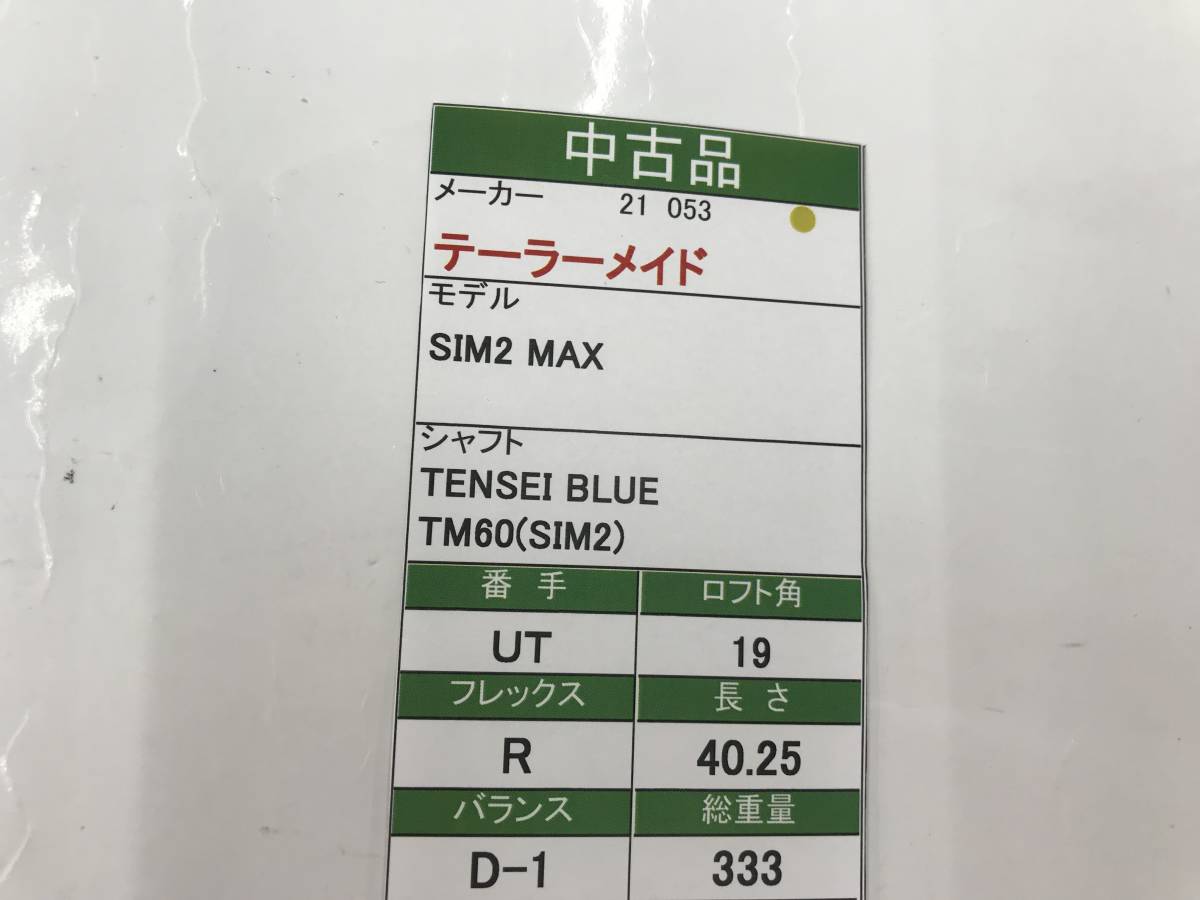 中古品
メーカー 21 053
テーラーメイド
モデル
SIM2 MAX
シャフト
TENSEI BLUE
TM60(SIM2)
番 手 ロフト角
UT 19
フレックス 長 さ
R 40.25
バランス 総重量
D-1 333